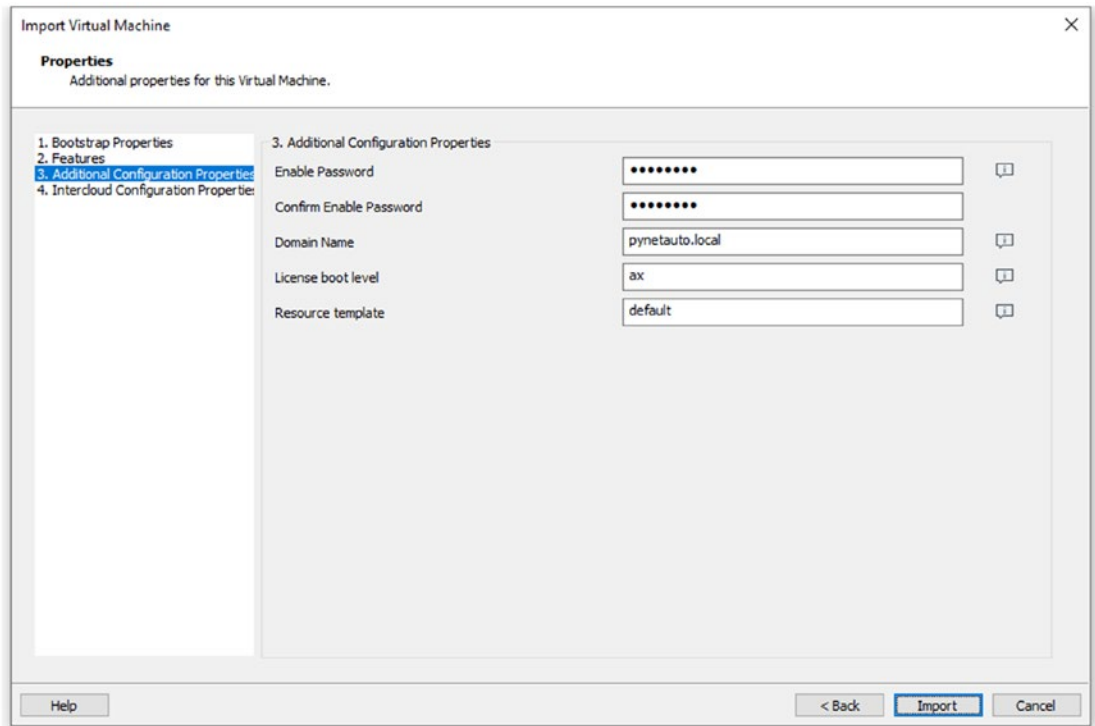 Import Virtual Machine
Properties
Additional properties for this Virtual Machine.
1. Bootstrap Properties
2. Features
3. Additional Configuration Properties
4. Intercloud Configuration Propertie
3. Additional Configuration Properties
Enable Password ••••••••
Confirm Enable Password ••••••••
Domain Name pynetauto.local
License boot level ax
Resource template default
Help < Back Import Cancel